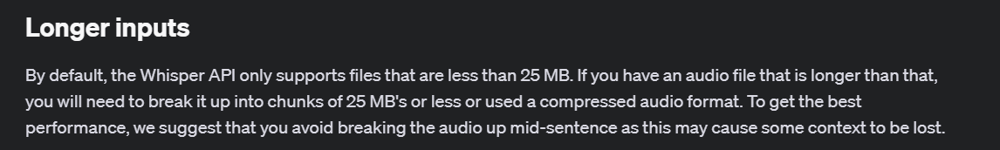 Longer inputs
By default, the Whisper API only supports files that are less than 25 MB. If you have an audio file that is longer than that,
you will need to break it up into chunks of 25 MB's or less or used a compressed audio format. To get the best
performance, we suggest that you avoid breaking the audio up mid-sentence as this may cause some context to be lost.